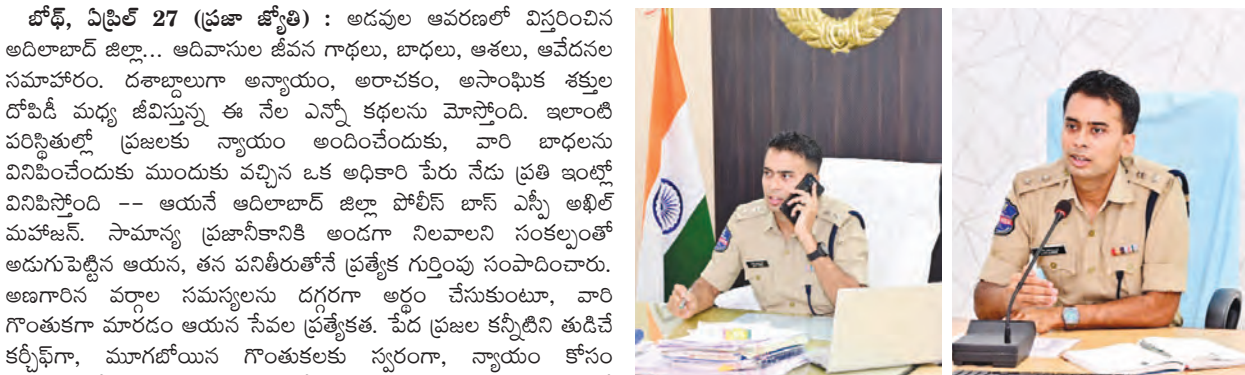 బోథ్, ఏప్రిల్ 27 (ప్రజా జ్యోతి) : అడవుల ఆవరణలో విస్తరించిన
అదిలాబాద్ జిల్లా... ఆదివాసుల జీవన గాథలు, బాధలు, ఆశలు, ఆవేదనల
సమాహారం. దశాబ్దాలుగా అన్యాయం, అరాచకం, అసాంఘిక శక్తుల
దోపిడీ మధ్య జీవిస్తున్న ఈ నేల ఎన్నో కథలను మోస్తోంది. ఇలాంటి
పరిస్థితుల్లో ప్రజలకు న్యాయం అందించేందుకు, వారి బాధలను
వినిపించేందుకు ముందుకు వచ్చిన ఒక అధికారి పేరు నేడు ప్రతి ఇంట్లో
వినిపిస్తోంది -- ఆయనే ఆదిలాబాద్ జిల్లా పోలీస్ బాస్ ఎస్పీ అఖిల్
మహాజన్. సామాన్య ప్రజానీకానికి అండగా నిలవాలని సంకల్పంతో
అడుగుపెట్టిన ఆయన, తన పనితీరుతోనే ప్రత్యేక గుర్తింపు సంపాదించారు.
అణగారిన వర్గాల సమస్యలను దగ్గరగా అర్థం చేసుకుంటూ, వారి
గొంతుకగా మారడం ఆయన సేవల ప్రత్యేకత. పేద ప్రజల కన్నీటిని తుడిచే
కర్చీఫ్‌గా, మూగబోయిన గొంతుకలకు స్వరంగా, న్యాయం కోసం